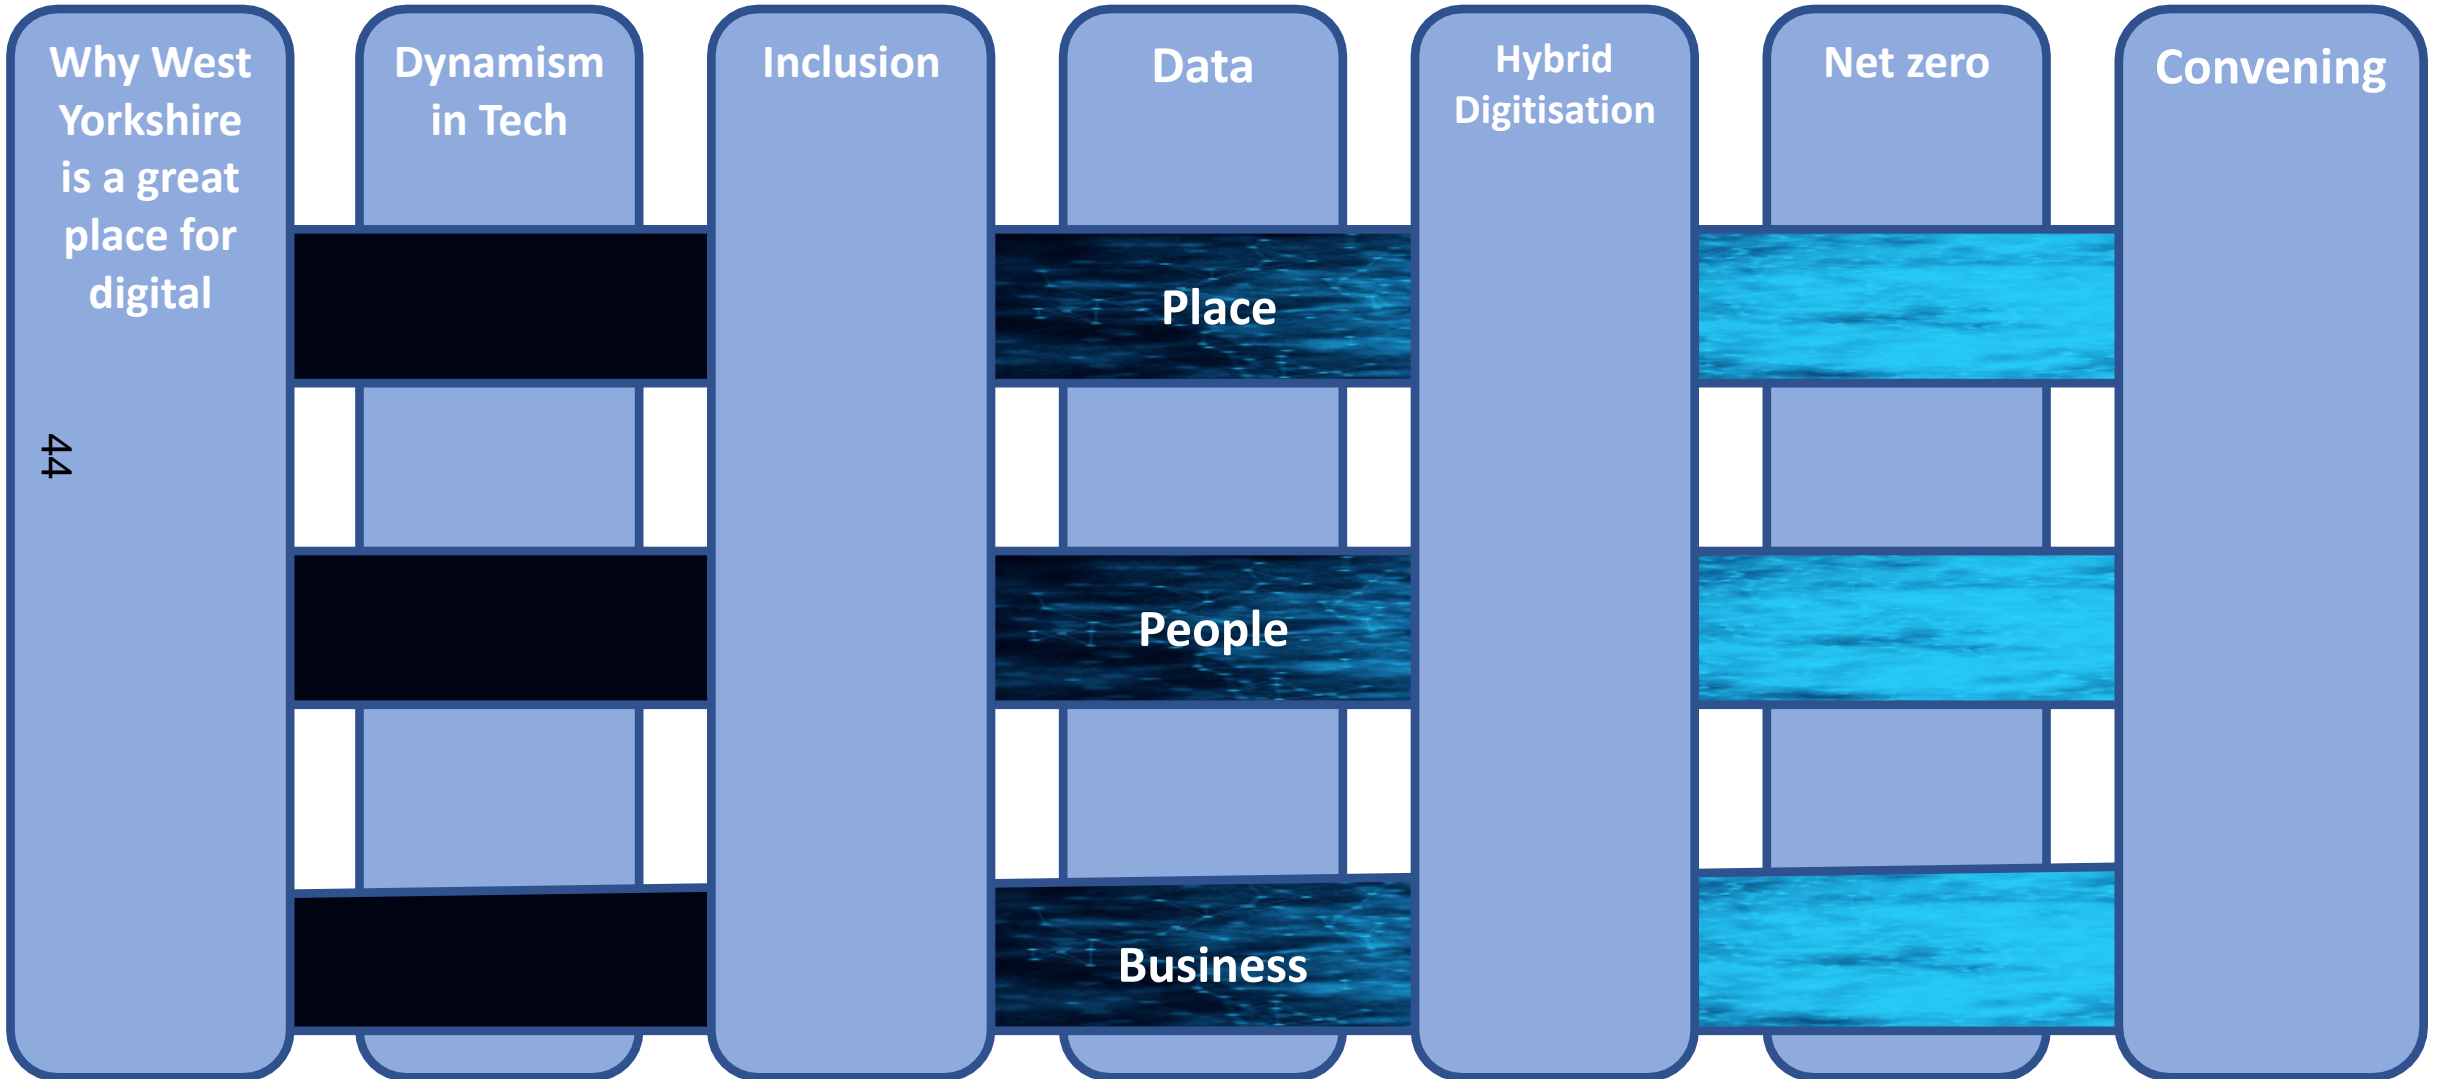 Why West
Yorkshire
is a great
place for
digital
Dynamism
in Tech
Inclusion
Data
Hybrid
Digitisation
Net zero
Convening
Place
44
People
Business